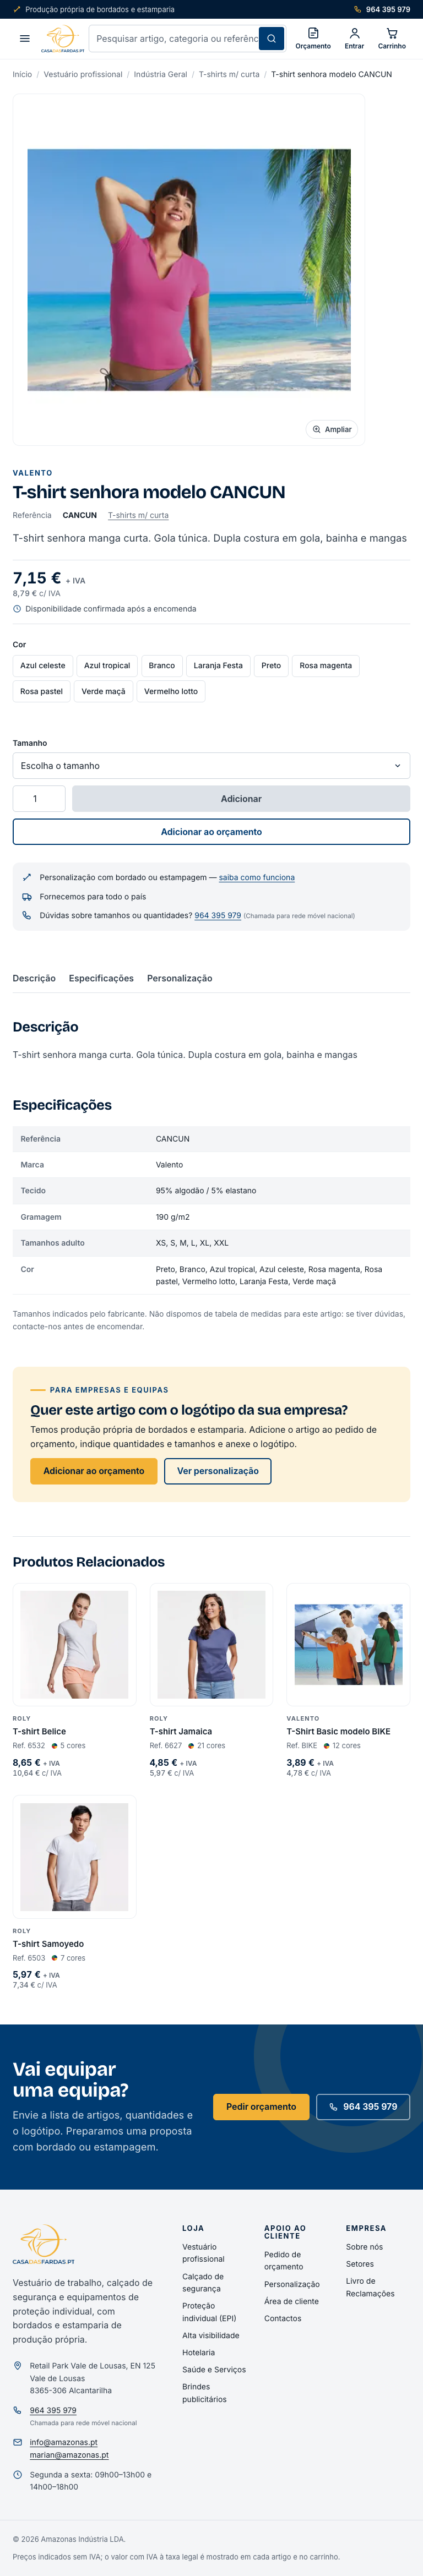 Produção própria de bordados e estamparia
964 395 979
CASADASFARDAS.PT
Pesquisar artigo, categoria ou referênc
Orçamento
Entrar
Carrinho
Início / Vestuário profissional / Indústria Geral / T-shirts m/ curta / T-shirt senhora modelo CANCUN
Ampliar
VALENTO
T-shirt senhora modelo CANCUN
Referência CANCUN T-shirts m/ curta
T-shirt senhora manga curta. Gola túnica. Dupla costura em gola, bainha e mangas
7,15 € + IVA
8,79 € c/ IVA
Disponibilidade confirmada após a encomenda
Cor
Azul celeste
Azul tropical
Branco
Laranja Festa
Preto
Rosa magenta
Rosa pastel
Verde maçã
Vermelho lotto
Tamanho
Escolha o tamanho
1
Adicionar
Adicionar ao orçamento
Personalização com bordado ou estampagem — saiba como funciona
Fornecemos para todo o país
Dúvidas sobre tamanhos ou quantidades? 964 395 979 (Chamada para rede móvel nacional)
Descrição
Especificações
Personalização
Descrição
T-shirt senhora manga curta. Gola túnica. Dupla costura em gola, bainha e mangas
Especificações
Referência CANCUN
Marca Valento
Tecido 95% algodão / 5% elastano
Gramagem 190 g/m2
Tamanhos adulto XS, S, M, L, XL, XXL
Cor Preto, Branco, Azul tropical, Azul celeste, Rosa magenta, Rosa
pastel, Vermelho lotto, Laranja Festa, Verde maçã
Tamanhos indicados pelo fabricante. Não dispomos de tabela de medidas para este artigo: se tiver dúvidas,
contacte-nos antes de encomendar.
PARA EMPRESAS E EQUIPAS
Quer este artigo com o logótipo da sua empresa?
Temos produção própria de bordados e estamparia. Adicione o artigo ao pedido de
orçamento, indique quantidades e tamanhos e anexe o logótipo.
Adicionar ao orçamento
Ver personalização
Produtos Relacionados
ROLY
T-shirt Belice
Ref. 6532 5 cores
8,65 € + IVA
10,64 € c/ IVA
ROLY
T-shirt Jamaica
Ref. 6627 21 cores
4,85 € + IVA
5,97 € c/ IVA
VALENTO
T-Shirt Basic modelo BIKE
Ref. BIKE 12 cores
3,89 € + IVA
4,78 € c/ IVA
ROLY
T-shirt Samoyedo
Ref. 6503 7 cores
5,97 € + IVA
7,34 € c/ IVA
Vai equipar
uma equipa?
Envie a lista de artigos, quantidades e
o logótipo. Preparamos uma proposta
com bordado ou estampagem.
Pedir orçamento
964 395 979
CASADASFARDAS.PT
Vestuário de trabalho, calçado de
segurança e equipamentos de
proteção individual, com
bordados e estamparia de
produção própria.
Retail Park Vale de Lousas, EN 125
Vale de Lousas
8365-306 Alcantarilha
964 395 979
Chamada para rede móvel nacional
info@amazonas.pt
marian@amazonas.pt
Segunda a sexta: 09h00–13h00 e
14h00–18h00
LOJA
Vestuário
profissional
Calçado de
segurança
Proteção
individual (EPI)
Alta visibilidade
Hotelaria
Saúde e Serviços
Brindes
publicitários
APOIO AO
CLIENTE
Pedido de
orçamento
Personalização
Área de cliente
Contactos
EMPRESA
Sobre nós
Setores
Livro de
Reclamações
© 2026 Amazonas Indústria LDA.
Preços indicados sem IVA; o valor com IVA à taxa legal é mostrado em cada artigo e no carrinho.